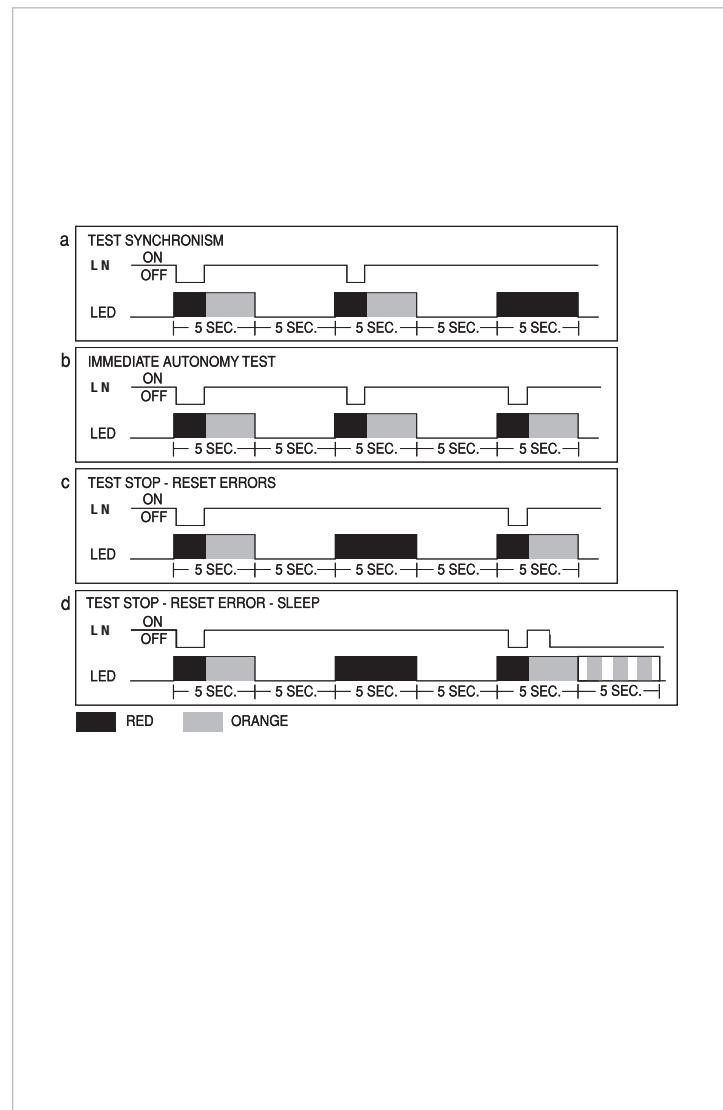 a
TEST SYNCHRONISM
ON
L N
OFF
LED
5 SEC. 5 SEC. 5 SEC. 5 SEC. 5 SEC.
b
IMMEDIATE AUTONOMY TEST
ON
L N
OFF
LED
5 SEC. 5 SEC. 5 SEC. 5 SEC. 5 SEC.
c
TEST STOP - RESET ERRORS
ON
L N
OFF
LED
5 SEC. 5 SEC. 5 SEC. 5 SEC. 5 SEC.
d
TEST STOP - RESET ERROR - SLEEP
ON
L N
OFF
LED
5 SEC. 5 SEC. 5 SEC. 5 SEC. 5 SEC. 5 SEC.
RED ORANGE